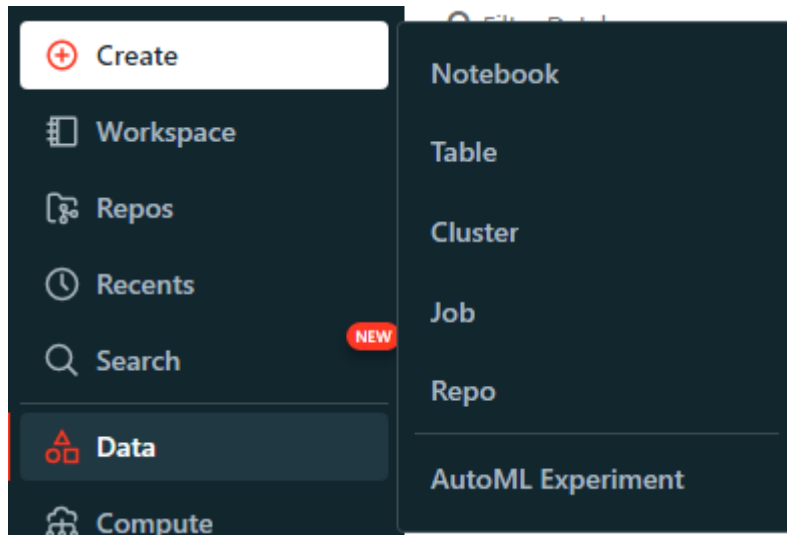 Create
Workspace
Repos
Recents
NEW
Search
Data
Compute
Notebook
Table
Cluster
Job
Repo
AutoML Experiment